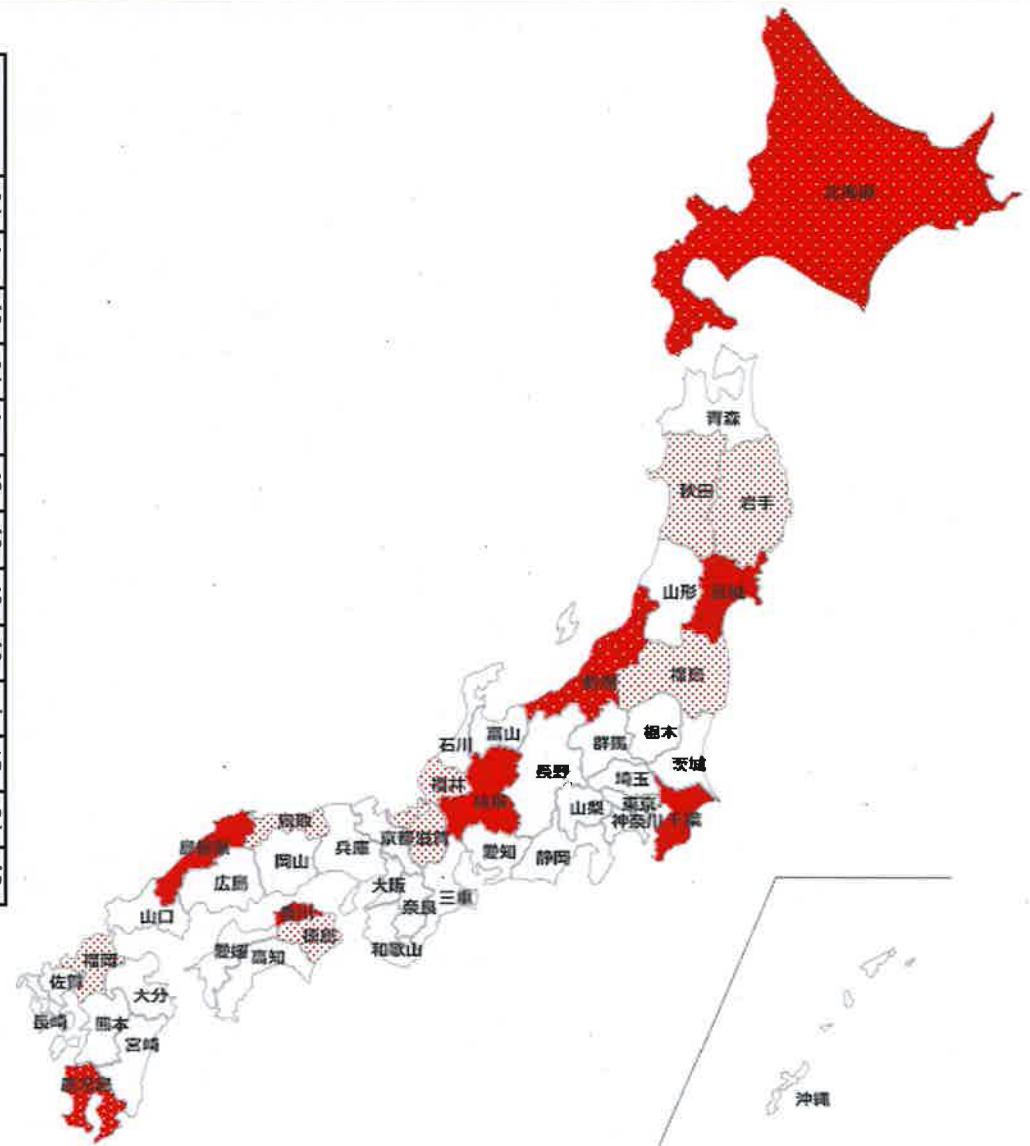 北海道
青森
秋田
岩手
山形
宮城
新潟
福島
富山
石川
群馬
栃木
長野
茨城
福井
埼玉
岐阜
山梨
東京
神奈川
千葉
鳥取
京都
滋賀
兵庫
島根県
愛知
静岡
岡山
広島
大阪
奈良
三重
山口
香川
徳島
愛媛
高知
和歌山
福岡
佐賀
大分
長崎
熊本
宮崎
鹿児島
沖縄